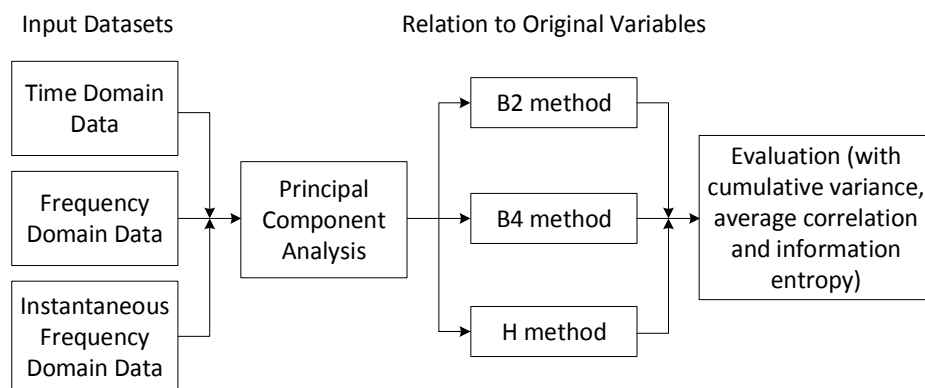 Input Datasets
Relation to Original Variables
Time Domain
Data
Frequency
Domain Data
Instantaneous
Frequency
Domain Data
Principal
Component
Analysis
B2 method
B4 method
H method
Evaluation (with
cumulative variance,
average correlation
and information
entropy)